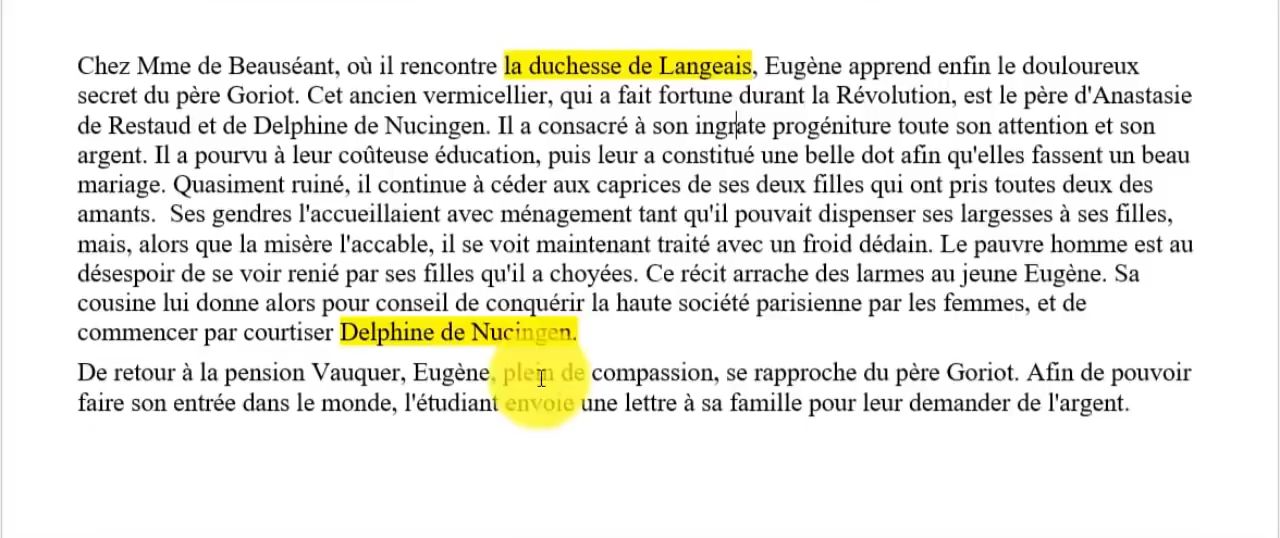 Chez Mme de Beauséant, où il rencontre la duchesse de Langeais, Eugène apprend enfin le douloureux
secret du père Goriot. Cet ancien vermicellier, qui a fait fortune durant la Révolution, est le père d'Anastasie
de Restaud et de Delphine de Nucingen. Il a consacré à son ingrate progéniture toute son attention et son
argent. Il a pourvu à leur coûteuse éducation, puis leur a constitué une belle dot afin qu'elles fassent un beau
mariage. Quasiment ruiné, il continue à céder aux caprices de ses deux filles qui ont pris toutes deux des
amants.  Ses gendres l'accueillaient avec ménagement tant qu'il pouvait dispenser ses largesses à ses filles,
mais, alors que la misère l'accable, il se voit maintenant traité avec un froid dédain. Le pauvre homme est au
désespoir de se voir renié par ses filles qu'il a choyées. Ce récit arrache des larmes au jeune Eugène. Sa
cousine lui donne alors pour conseil de conquérir la haute société parisienne par les femmes, et de
commencer par courtiser Delphine de Nucingen.
De retour à la pension Vauquer, Eugène, plein de compassion, se rapproche du père Goriot. Afin de pouvoir
faire son entrée dans le monde, l'étudiant envoie une lettre à sa famille pour leur demander de l'argent.